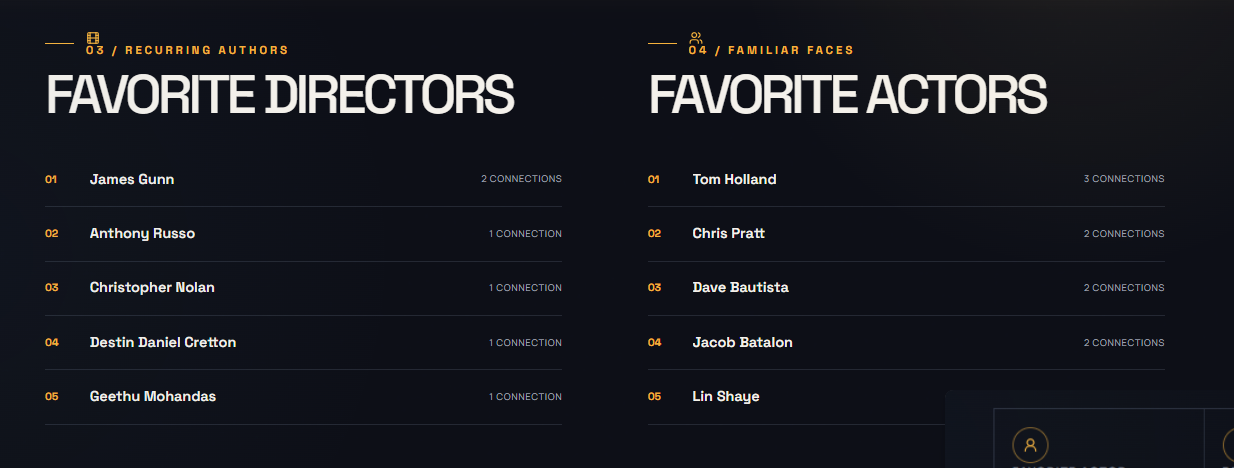 03 / RECURRING AUTHORS
FAVORITE DIRECTORS
01 James Gunn 2 CONNECTIONS
02 Anthony Russo 1 CONNECTION
03 Christopher Nolan 1 CONNECTION
04 Destin Daniel Cretton 1 CONNECTION
05 Geethu Mohandas 1 CONNECTION
04 / FAMILIAR FACES
FAVORITE ACTORS
01 Tom Holland 3 CONNECTIONS
02 Chris Pratt 2 CONNECTIONS
03 Dave Bautista 2 CONNECTIONS
04 Jacob Batalon 2 CONNECTIONS
05 Lin Shaye